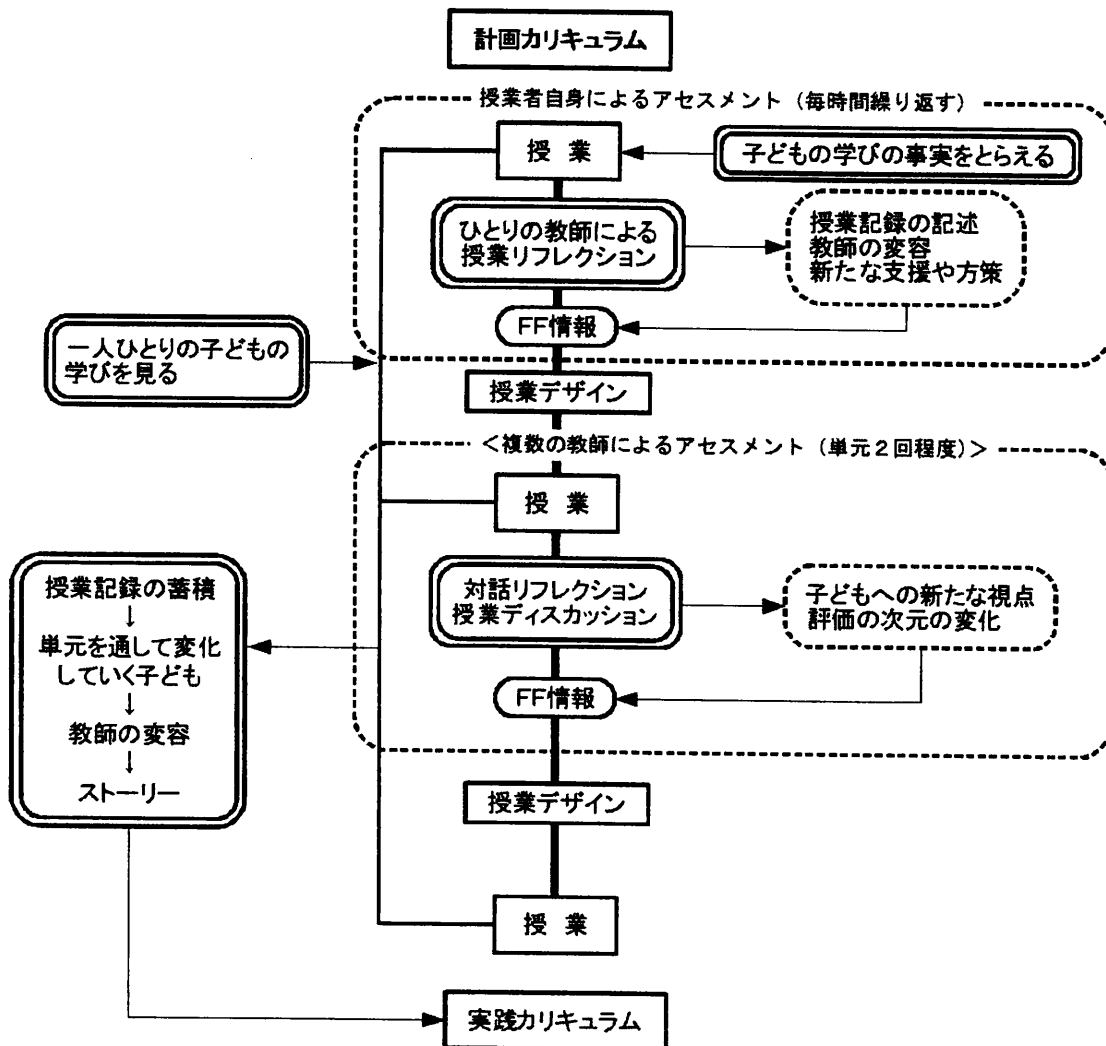 計画カリキュラム
授業者自身によるアセスメント（毎時間繰り返す）
授 業
子どもの学びの事実をとらえる
ひとりの教師による
授業リフレクション
授業記録の記述
教師の変容
新たな支援や方策
FF情報
一人ひとりの子どもの
学びを見る
授業デザイン
＜複数の教師によるアセスメント（単元２回程度）＞
授 業
対話リフレクション
授業ディスカッション
子どもへの新たな視点
評価の次元の変化
FF情報
授業記録の蓄積
↓
単元を通して変化
していく子ども
↓
教師の変容
↓
ストーリー
授業デザイン
授 業
実践カリキュラム